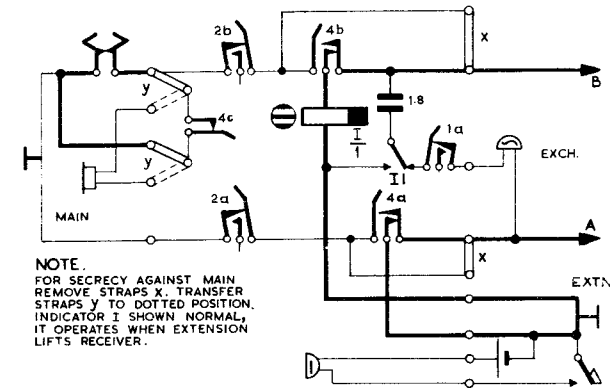 2b
4b
x
y
4c
1.8
B
I
1
1a
I1
EXCH.
y
MAIN
2a
4a
A
x
NOTE.
FOR SECRECY AGAINST MAIN
REMOVE STRAPS X. TRANSFER
STRAPS y TO DOTTED POSITION.
INDICATOR I SHOWN NORMAL,
IT OPERATES WHEN EXTENSION
LIFTS RECEIVER.
EXTN